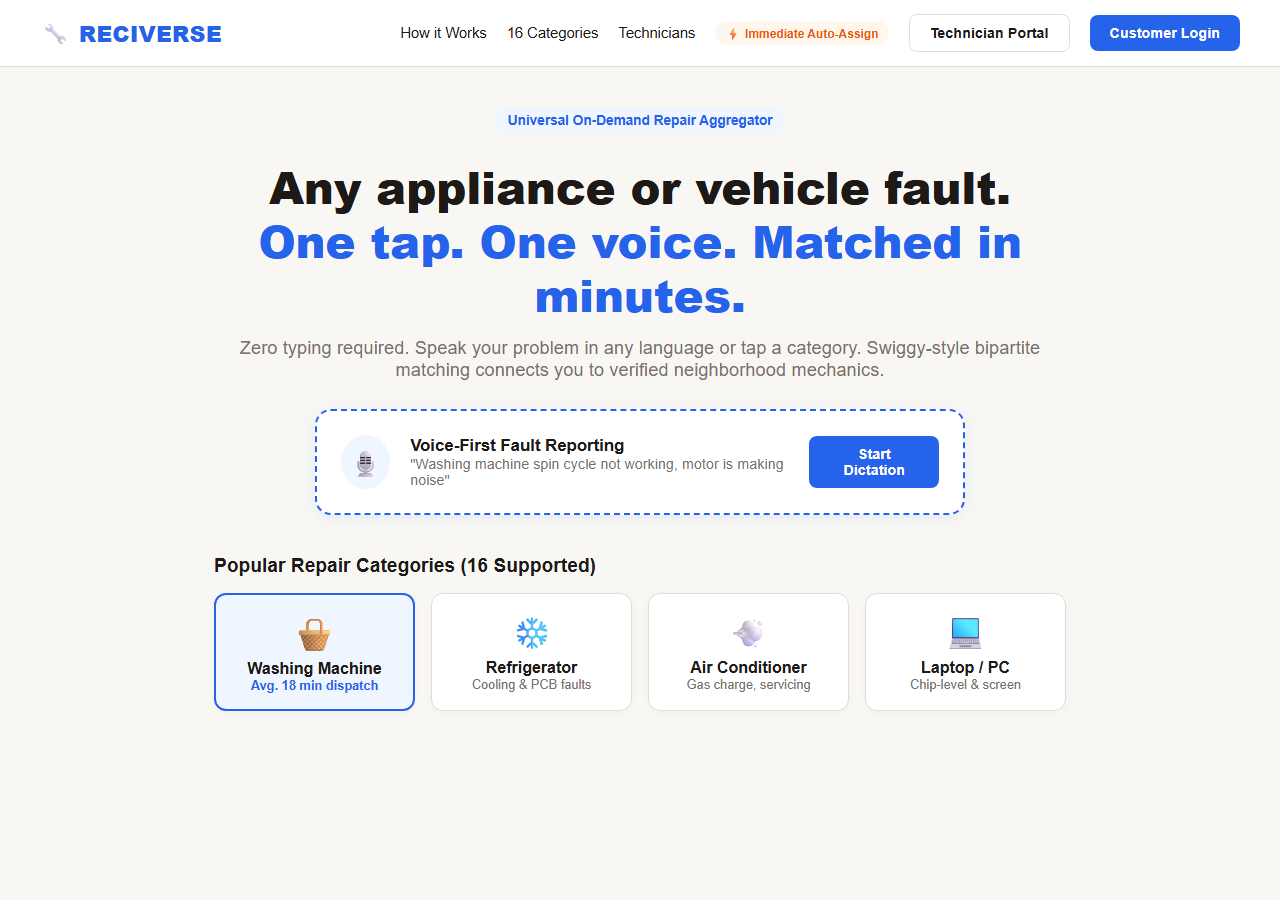 RECIVERSE
How it Works
16 Categories
Technicians
Immediate Auto-Assign
Technician Portal
Customer Login
Universal On-Demand Repair Aggregator
Any appliance or vehicle fault.
One tap. One voice. Matched in
minutes.
Zero typing required. Speak your problem in any language or tap a category. Swiggy-style bipartite
matching connects you to verified neighborhood mechanics.
Voice-First Fault Reporting
"Washing machine spin cycle not working, motor is making
noise"
Start
Dictation
Popular Repair Categories (16 Supported)
Washing Machine
Avg. 18 min dispatch
Refrigerator
Cooling & PCB faults
Air Conditioner
Gas charge, servicing
Laptop / PC
Chip-level & screen